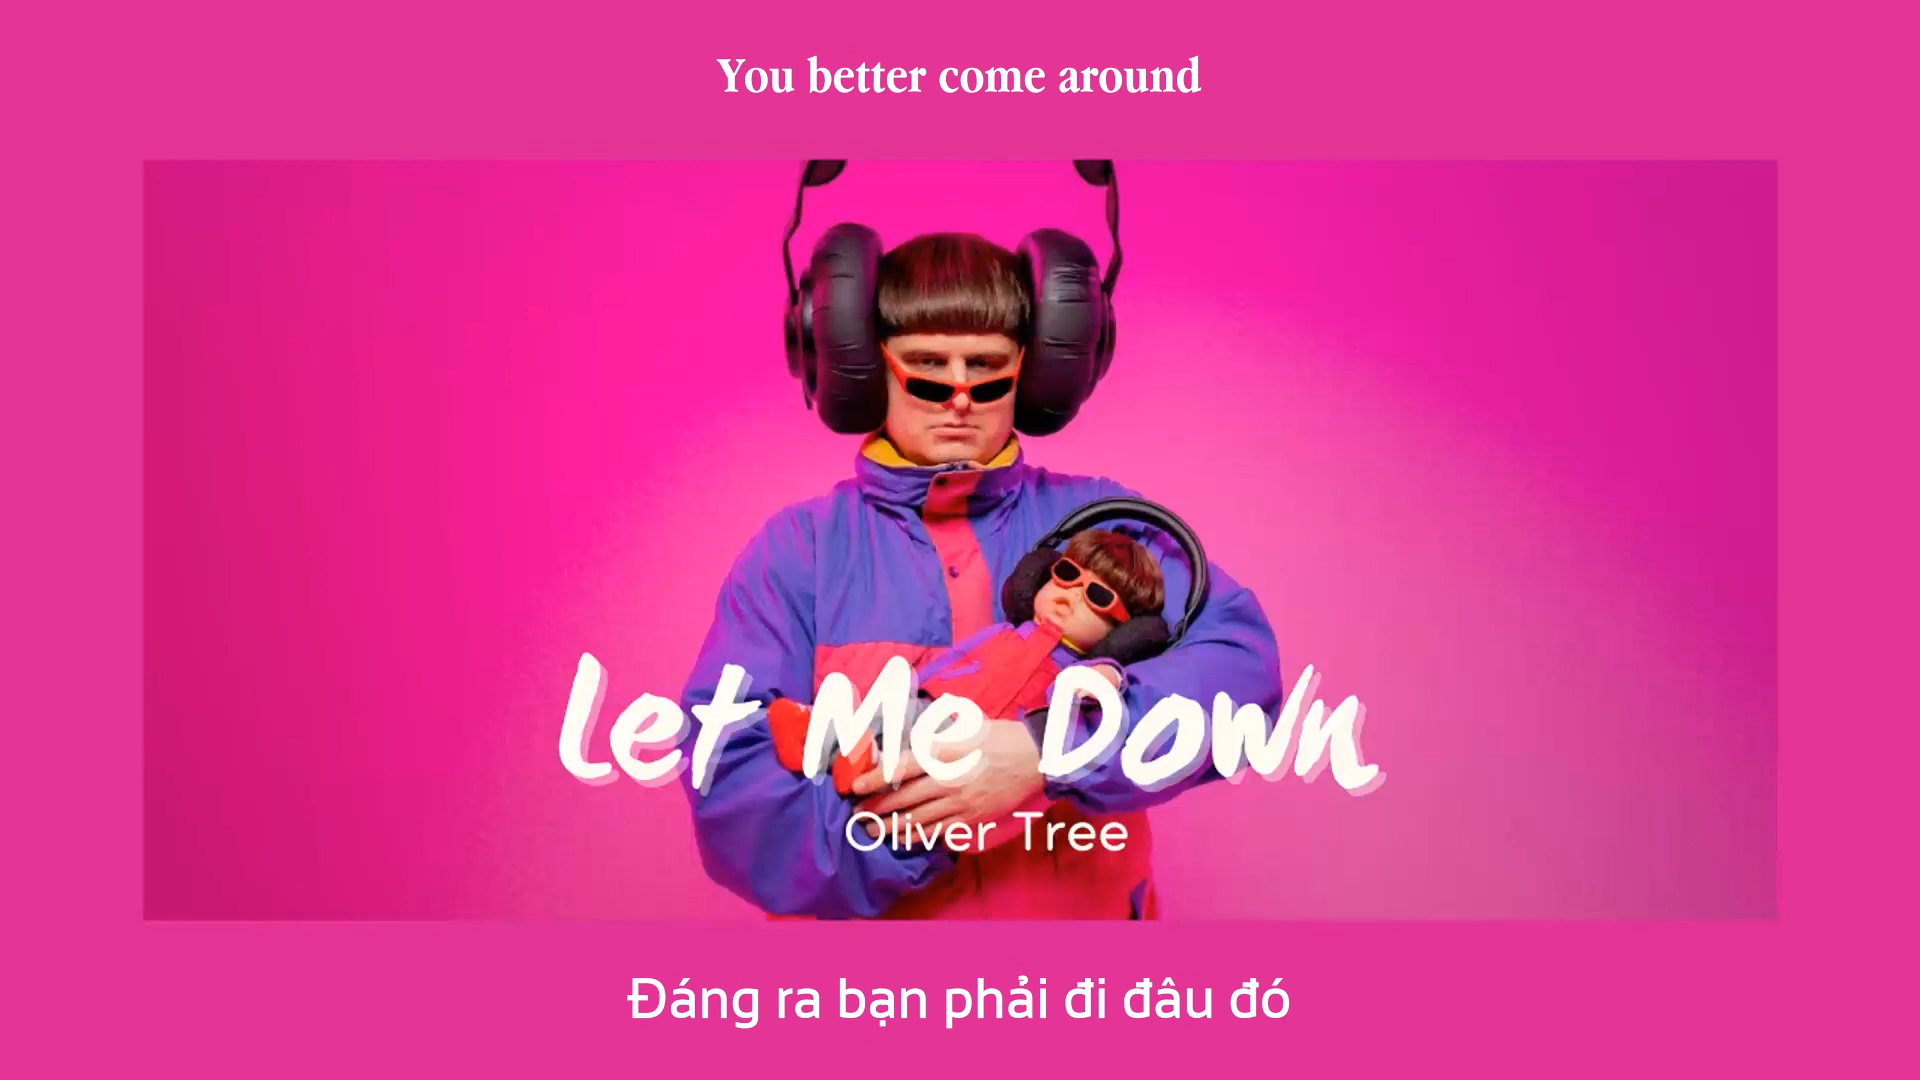 You better come around
Let Me Down
Oliver Tree
Đáng ra bạn phải đi đâu đó